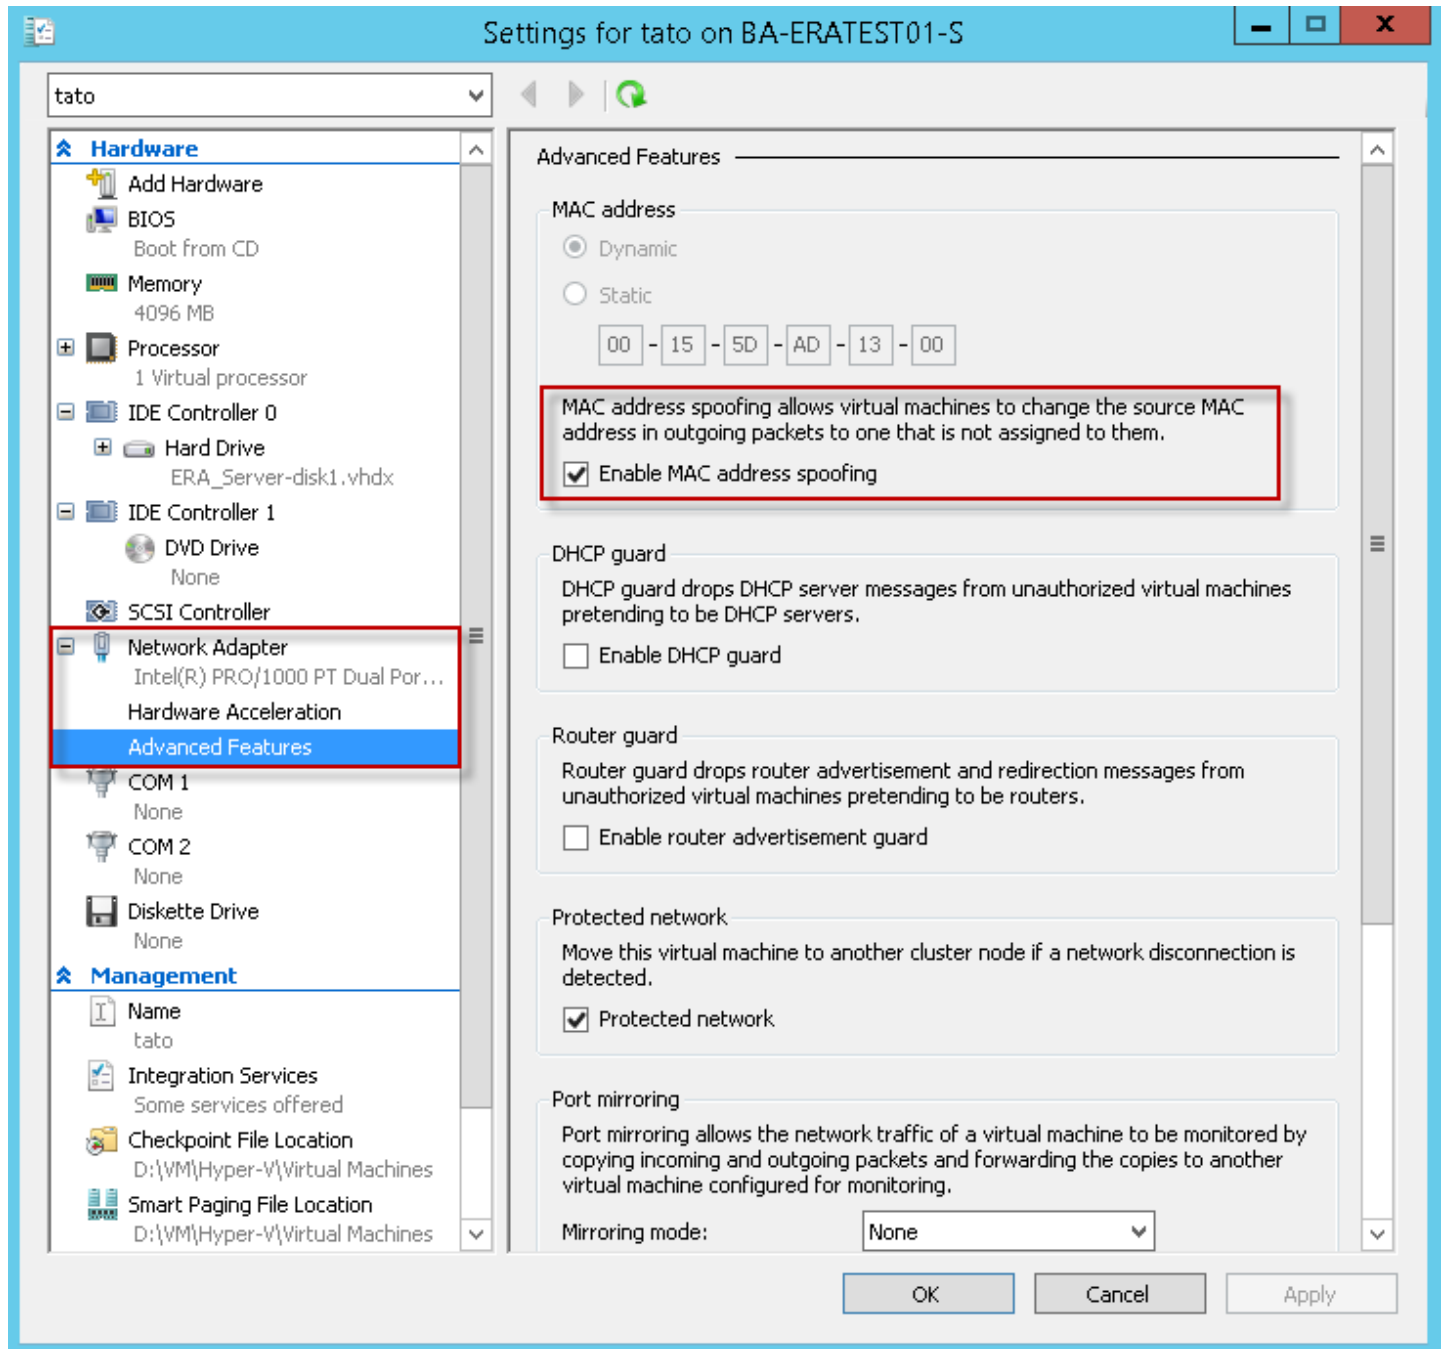 Settings for tato on BA-ERATEST01-S
tato
Hardware
Add Hardware
BIOS
Boot from CD
Memory
4096 MB
Processor
1 Virtual processor
IDE Controller 0
Hard Drive
ERA_Server-disk1.vhdx
IDE Controller 1
DVD Drive
None
SCSI Controller
Network Adapter
Intel(R) PRO/1000 PT Dual Por...
Hardware Acceleration
Advanced Features
COM 1
None
COM 2
None
Diskette Drive
None
Management
Name
tato
Integration Services
Some services offered
Checkpoint File Location
D:\VM\Hyper-V\Virtual Machines
Smart Paging File Location
D:\VM\Hyper-V\Virtual Machines
Advanced Features
MAC address
Dynamic
Static
00 - 15 - 5D - AD - 13 - 00
MAC address spoofing allows virtual machines to change the source MAC
address in outgoing packets to one that is not assigned to them.
Enable MAC address spoofing
DHCP guard
DHCP guard drops DHCP server messages from unauthorized virtual machines
pretending to be DHCP servers.
Enable DHCP guard
Router guard
Router guard drops router advertisement and redirection messages from
unauthorized virtual machines pretending to be routers.
Enable router advertisement guard
Protected network
Move this virtual machine to another cluster node if a network disconnection is
detected.
Protected network
Port mirroring
Port mirroring allows the network traffic of a virtual machine to be monitored by
copying incoming and outgoing packets and forwarding the copies to another
virtual machine configured for monitoring.
Mirroring mode: None
OK Cancel Apply